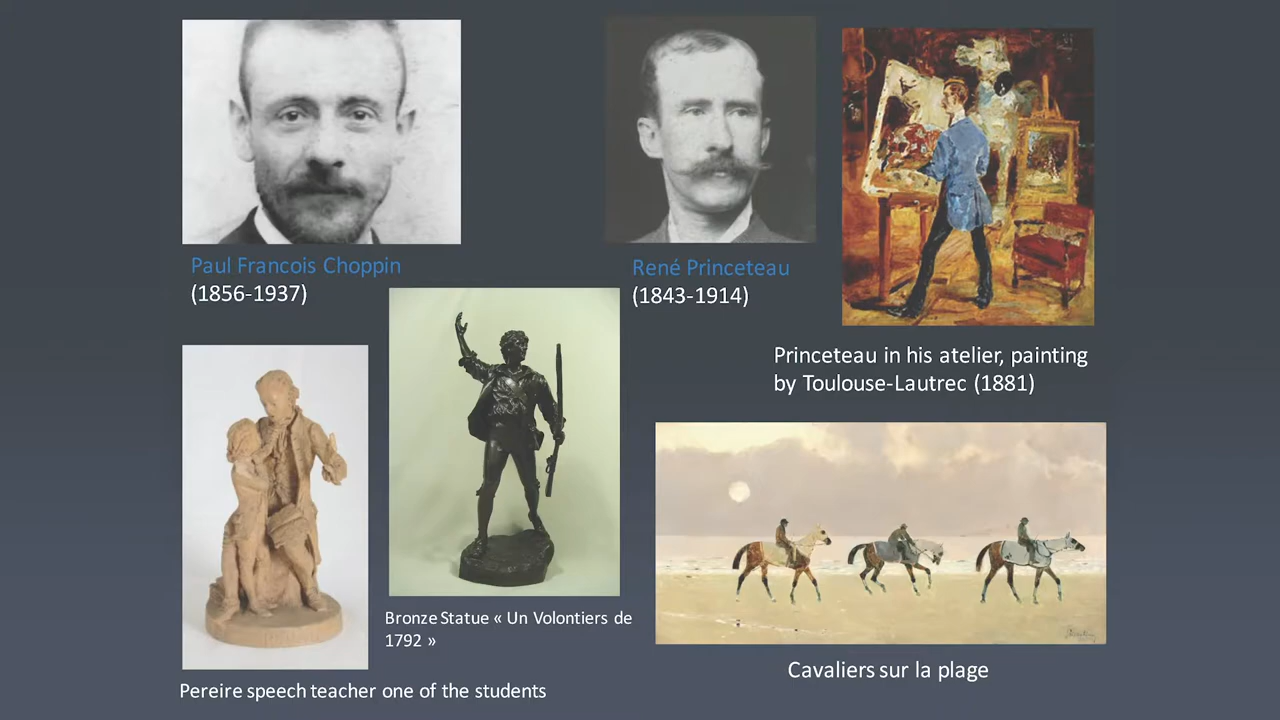 Paul Francois Choppin
(1856-1937)
René Princeteau
(1843-1914)
Princeteau in his atelier, painting
by Toulouse-Lautrec (1881)
Bronze Statue « Un Volontiers de
1792 »
Pereire speech teacher one of the students
Cavaliers sur la plage